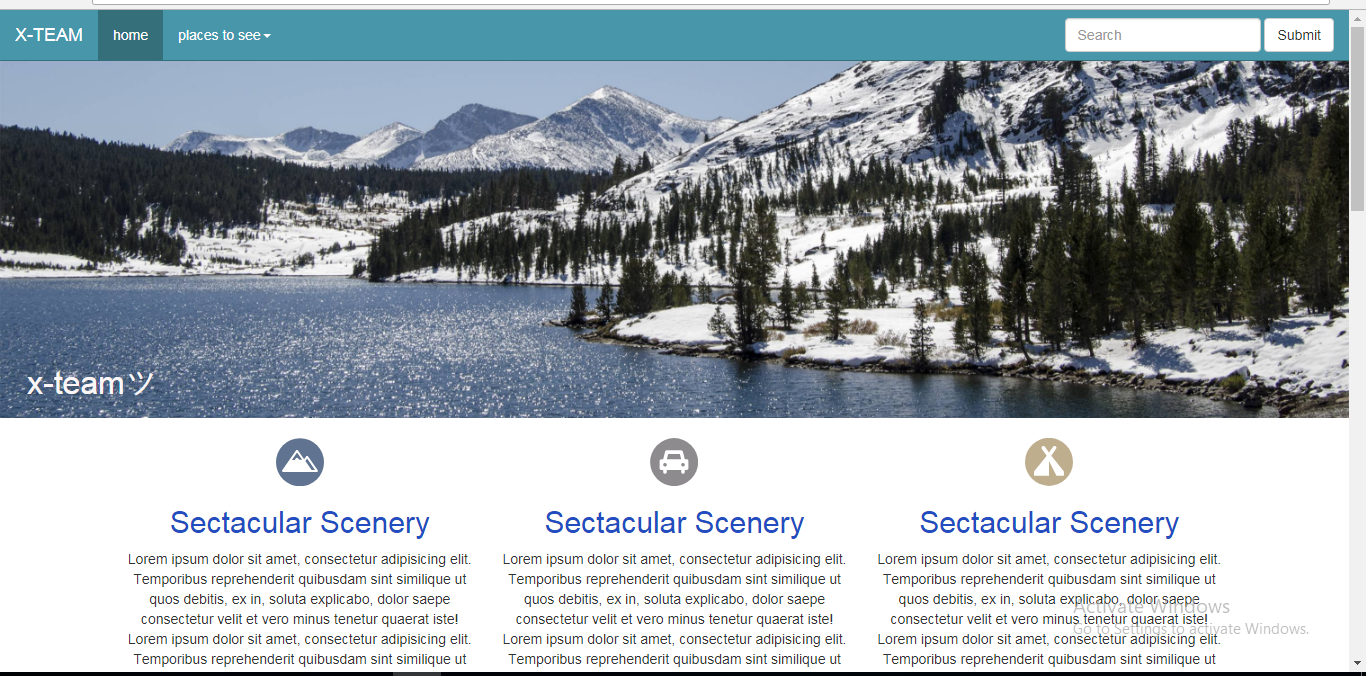 X-TEAM home places to see Search Submit
x-teamツ
Sectacular Scenery
Lorem ipsum dolor sit amet, consectetur adipisicing elit.
Temporibus reprehenderit quibusdam sint similique ut
quos debitis, ex in, soluta explicabo, dolor saepe
consectetur velit et vero minus tenetur quaerat iste!
Lorem ipsum dolor sit amet, consectetur adipisicing elit.
Temporibus reprehenderit quibusdam sint similique ut
Sectacular Scenery
Lorem ipsum dolor sit amet, consectetur adipisicing elit.
Temporibus reprehenderit quibusdam sint similique ut
quos debitis, ex in, soluta explicabo, dolor saepe
consectetur velit et vero minus tenetur quaerat iste!
Lorem ipsum dolor sit amet, consectetur adipisicing elit.
Temporibus reprehenderit quibusdam sint similique ut
Sectacular Scenery
Lorem ipsum dolor sit amet, consectetur adipisicing elit.
Temporibus reprehenderit quibusdam sint similique ut
quos debitis, ex in, soluta explicabo, dolor saepe
consectetur velit et vero minus tenetur quaerat iste!
Lorem ipsum dolor sit amet, consectetur adipisicing elit.
Temporibus reprehenderit quibusdam sint similique ut
Activate Windows
Go to Settings to activate Windows.